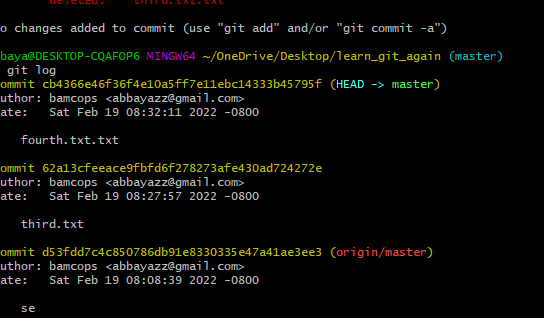 deleted: third.txt.txt
o changes added to commit (use "git add" and/or "git commit -a")
baya@DESKTOP-CQAFOP6 MINGW64 ~/OneDrive/Desktop/learn_git_again (master)
git log
ommit cb4366e46f36f4e10a5ff7e11ebc14333b45795f (HEAD -> master)
uthor: bamcops <abbayazz@gmail.com>
ate: Sat Feb 19 08:32:11 2022 -0800
fourth.txt.txt
ommit 62a13cfeeace9fbfd6f278273afe430ad724272e
uthor: bamcops <abbayazz@gmail.com>
ate: Sat Feb 19 08:27:57 2022 -0800
third.txt
ommit d53fdd7c4c850786db91e8330335e47a41ae3ee3 (origin/master)
uthor: bamcops <abbayazz@gmail.com>
ate: Sat Feb 19 08:08:39 2022 -0800
se